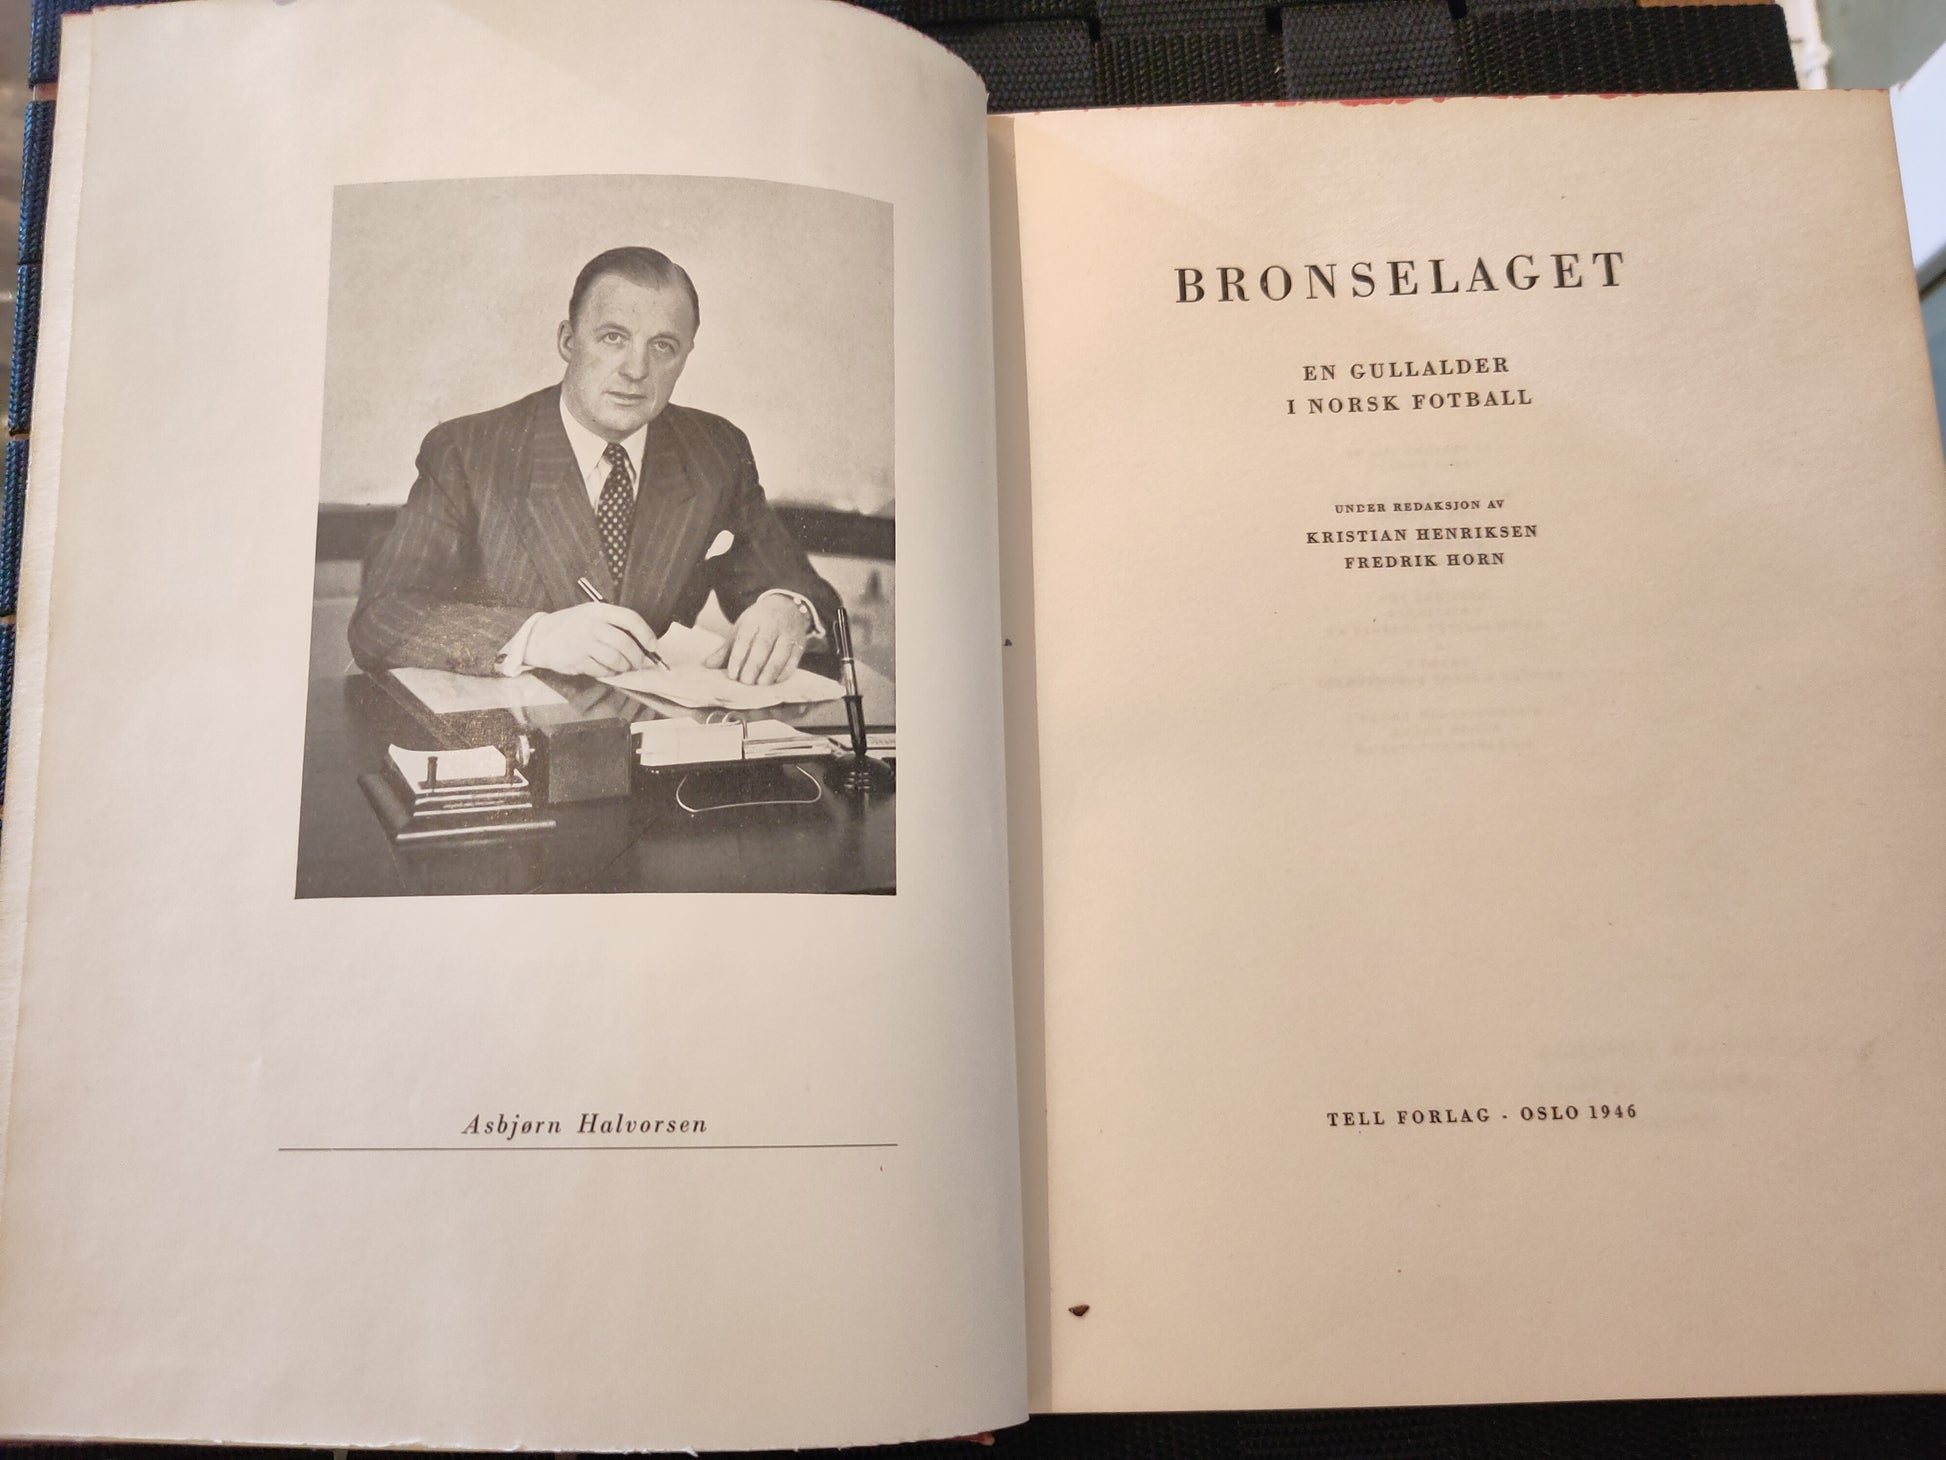 Asbjørn Halvorsen
BRONSELAGET
EN GULLALDER
I NORSK FOTBALL
UNDER REDAKSJON AV
KRISTIAN HENRIKSEN
FREDRIK HORN
TELL FORLAG - OSLO 1946